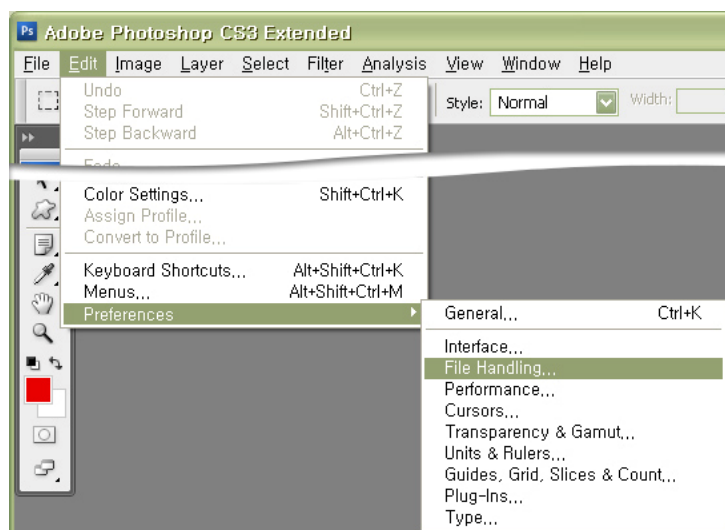 Ps Adobe Photoshop CS3 Extended
File Edit Image Layer Select Filter Analysis View Window Help
Undo Ctrl+Z
Step Forward Shift+Ctrl+Z
Step Backward Alt+Ctrl+Z
Style: Normal Width:
Fade
Color Settings... Shift+Ctrl+K
Assign Profile...
Convert to Profile...
Keyboard Shortcuts... Alt+Shift+Ctrl+K
Menus... Alt+Shift+Ctrl+M
Preferences
General... Ctrl+K
Interface...
File Handling...
Performance...
Cursors...
Transparency & Gamut...
Units & Rulers...
Guides, Grid, Slices & Count...
Plug-Ins...
Type...